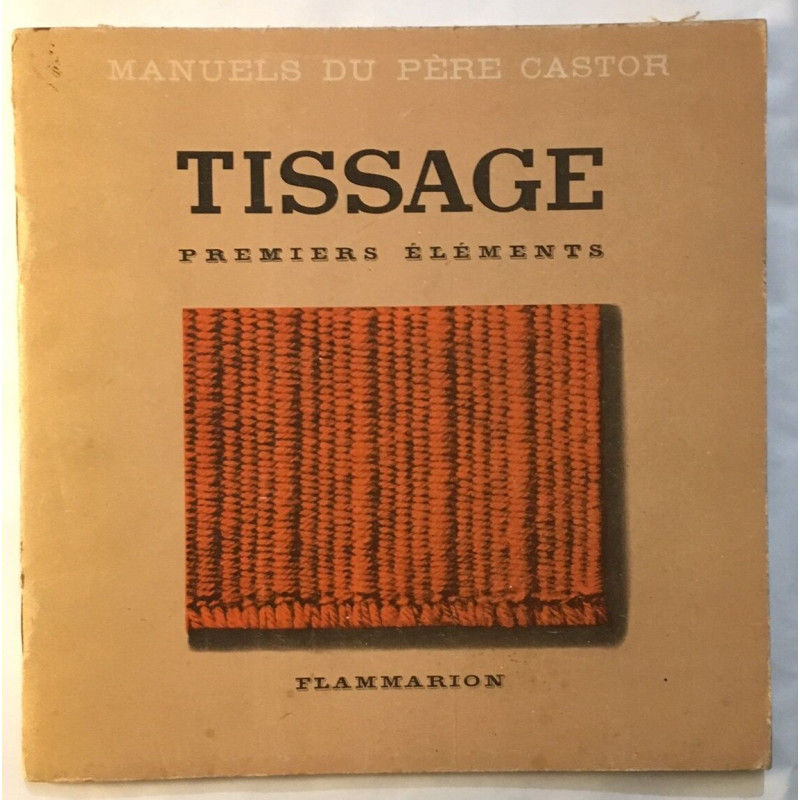 MANUELS DU PÈRE CASTOR
TISSAGE
PREMIERS ÉLÉMENTS
FLAMMARION